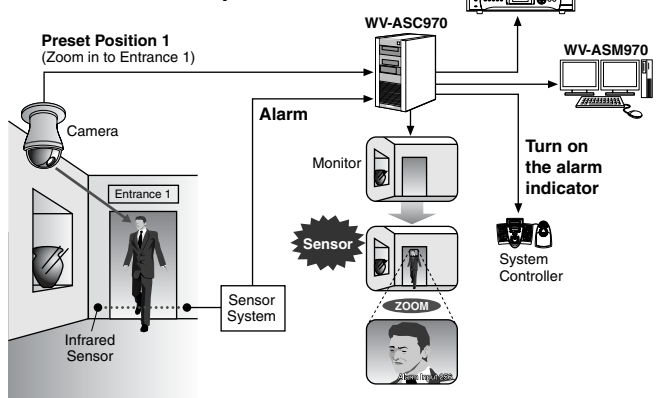 WV-ASC970
Preset Position 1
(Zoom in to Entrance 1)
WV-ASM970
Camera
Alarm
Monitor
Turn on
the alarm
indicator
Entrance 1
Sensor
System
Controller
Sensor
System
ZOOM
Infrared
Sensor